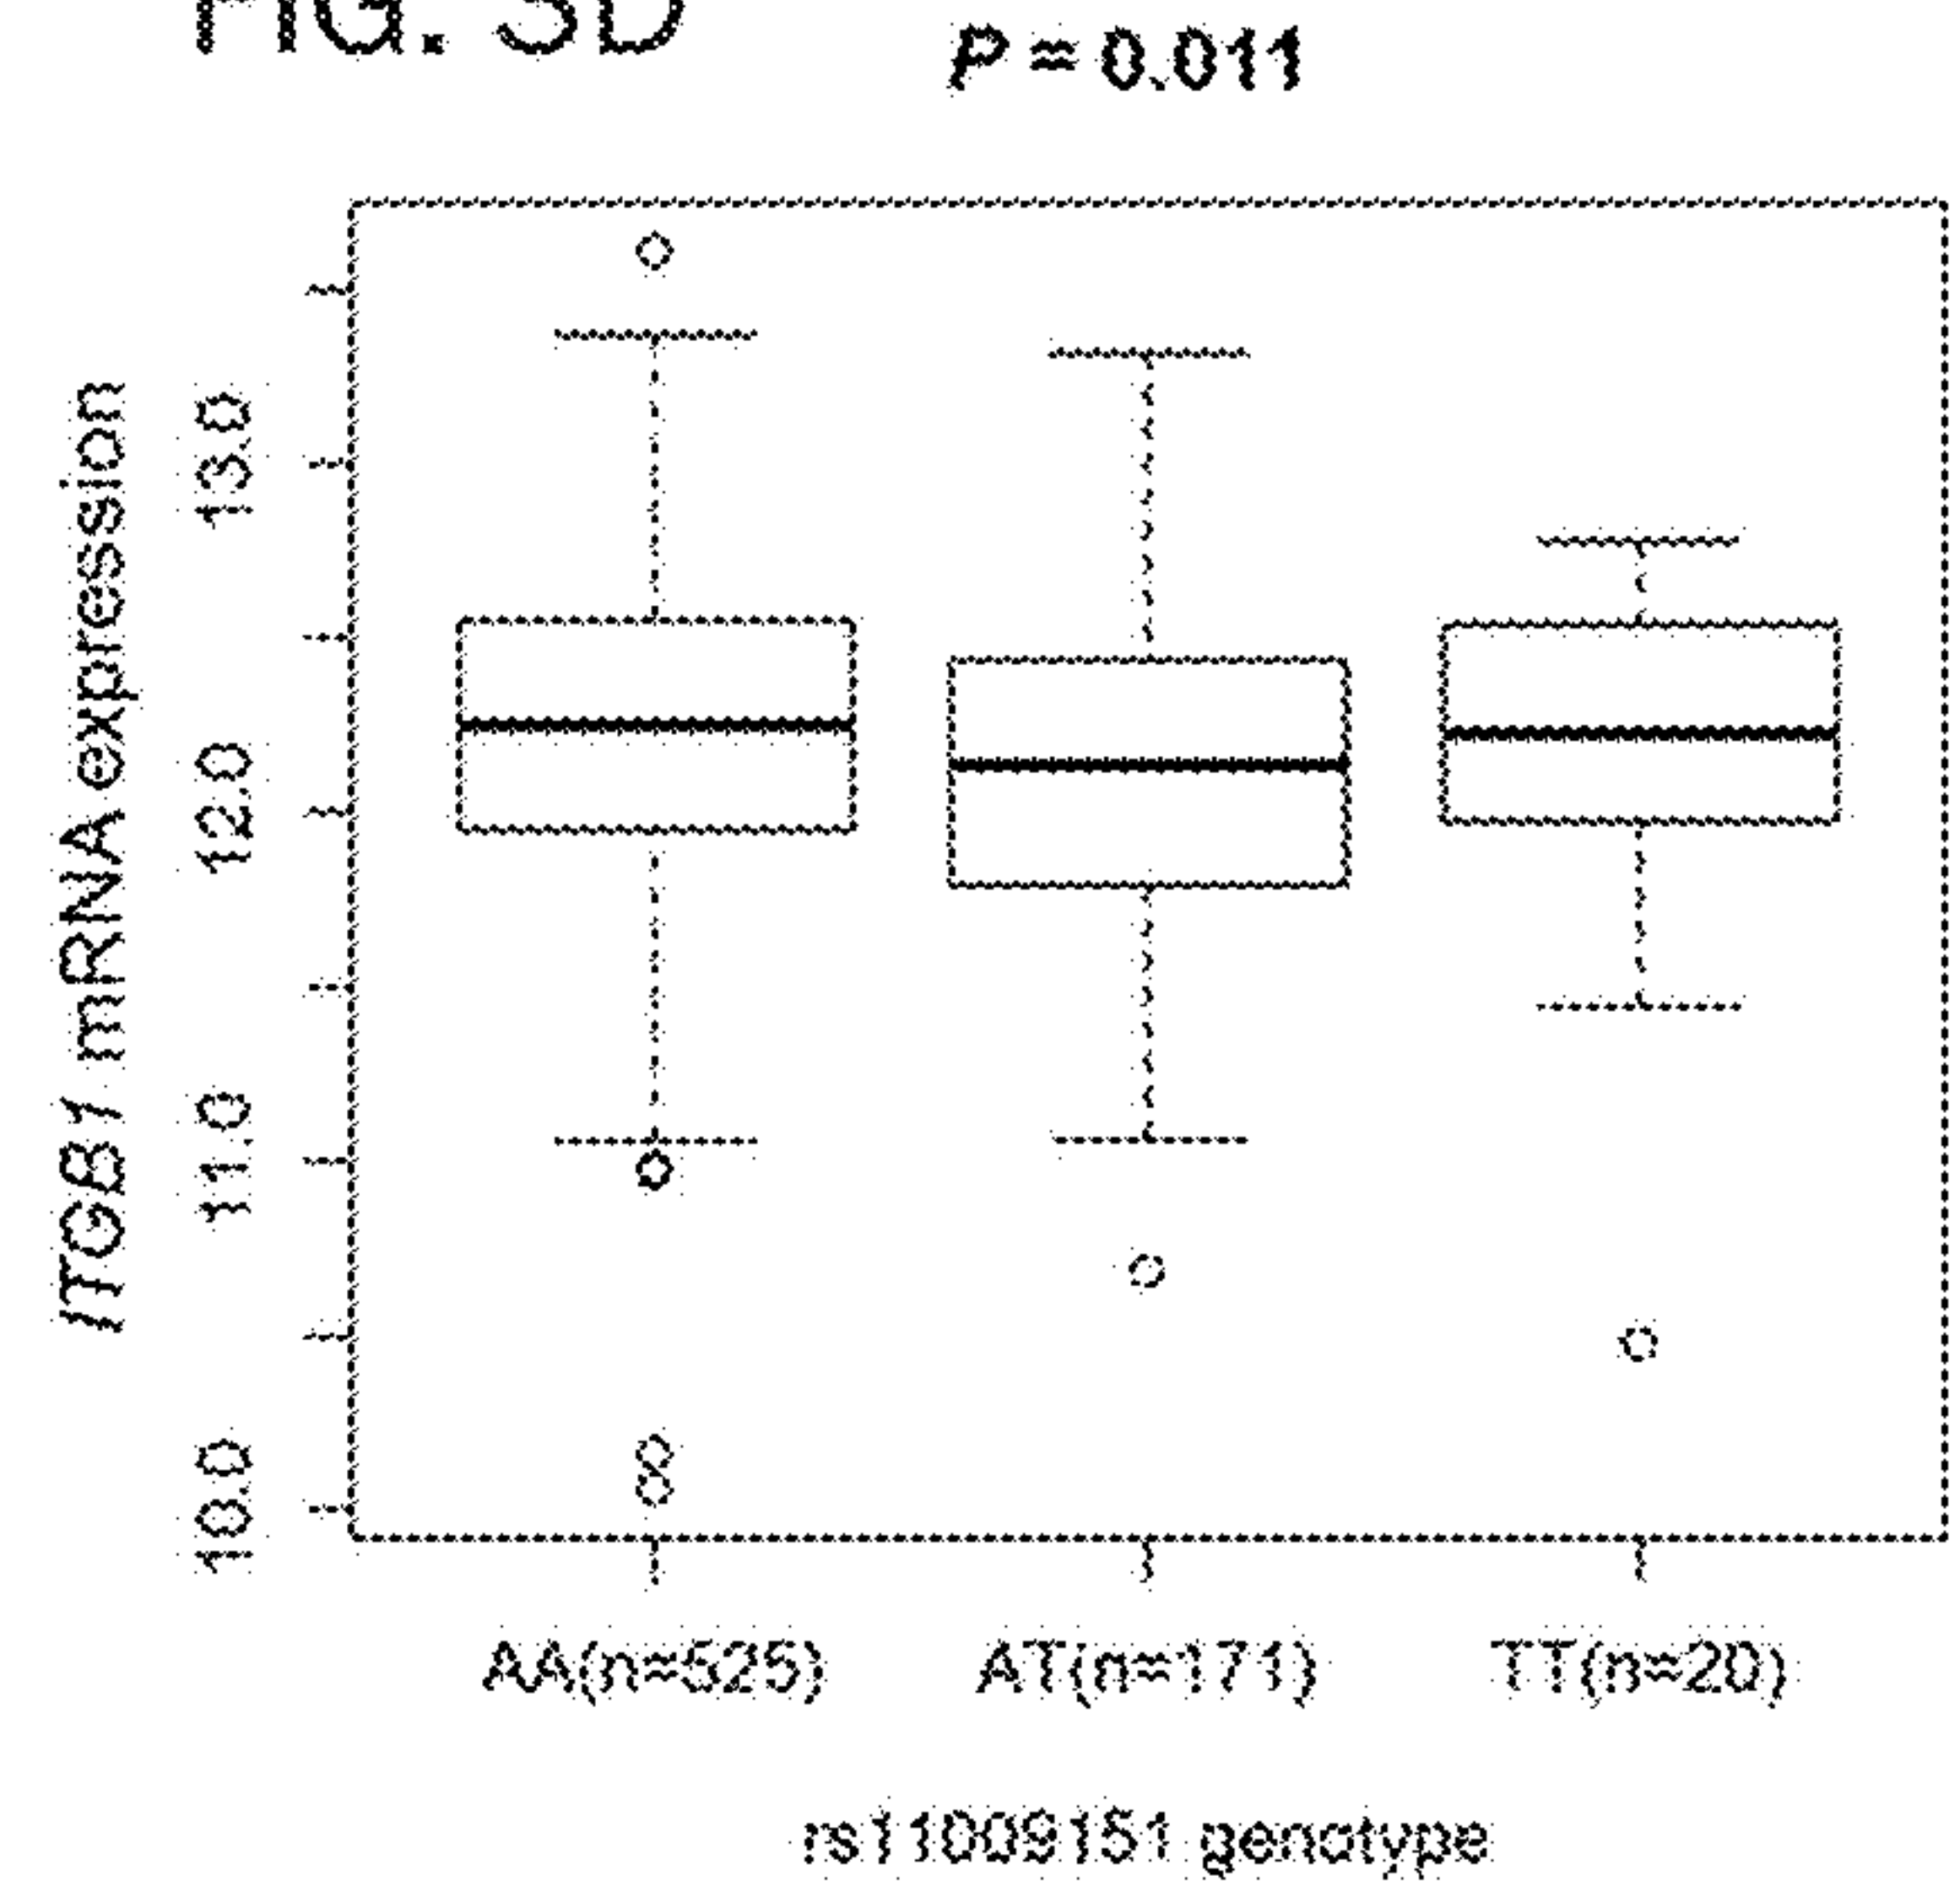 FIG. 3D
P = 0.011
ITGB1 mRNA expression
13.0
12.0
11.0
10.0
AA(n=525) AT(n=171) TT(n=20)
rs11009151 genotype